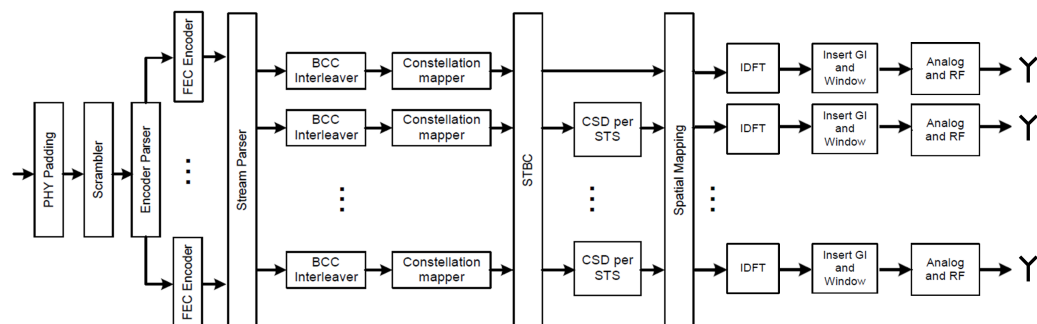 PHY Padding
Scrambler
Encoder Parser
FEC Encoder
FEC Encoder
Stream Parser
BCC
Interleaver
Constellation
mapper
BCC
Interleaver
Constellation
mapper
BCC
Interleaver
Constellation
mapper
STBC
CSD per
STS
CSD per
STS
Spatial Mapping
IDFT
Insert GI
and
Window
Analog
and RF
IDFT
Insert GI
and
Window
Analog
and RF
IDFT
Insert GI
and
Window
Analog
and RF